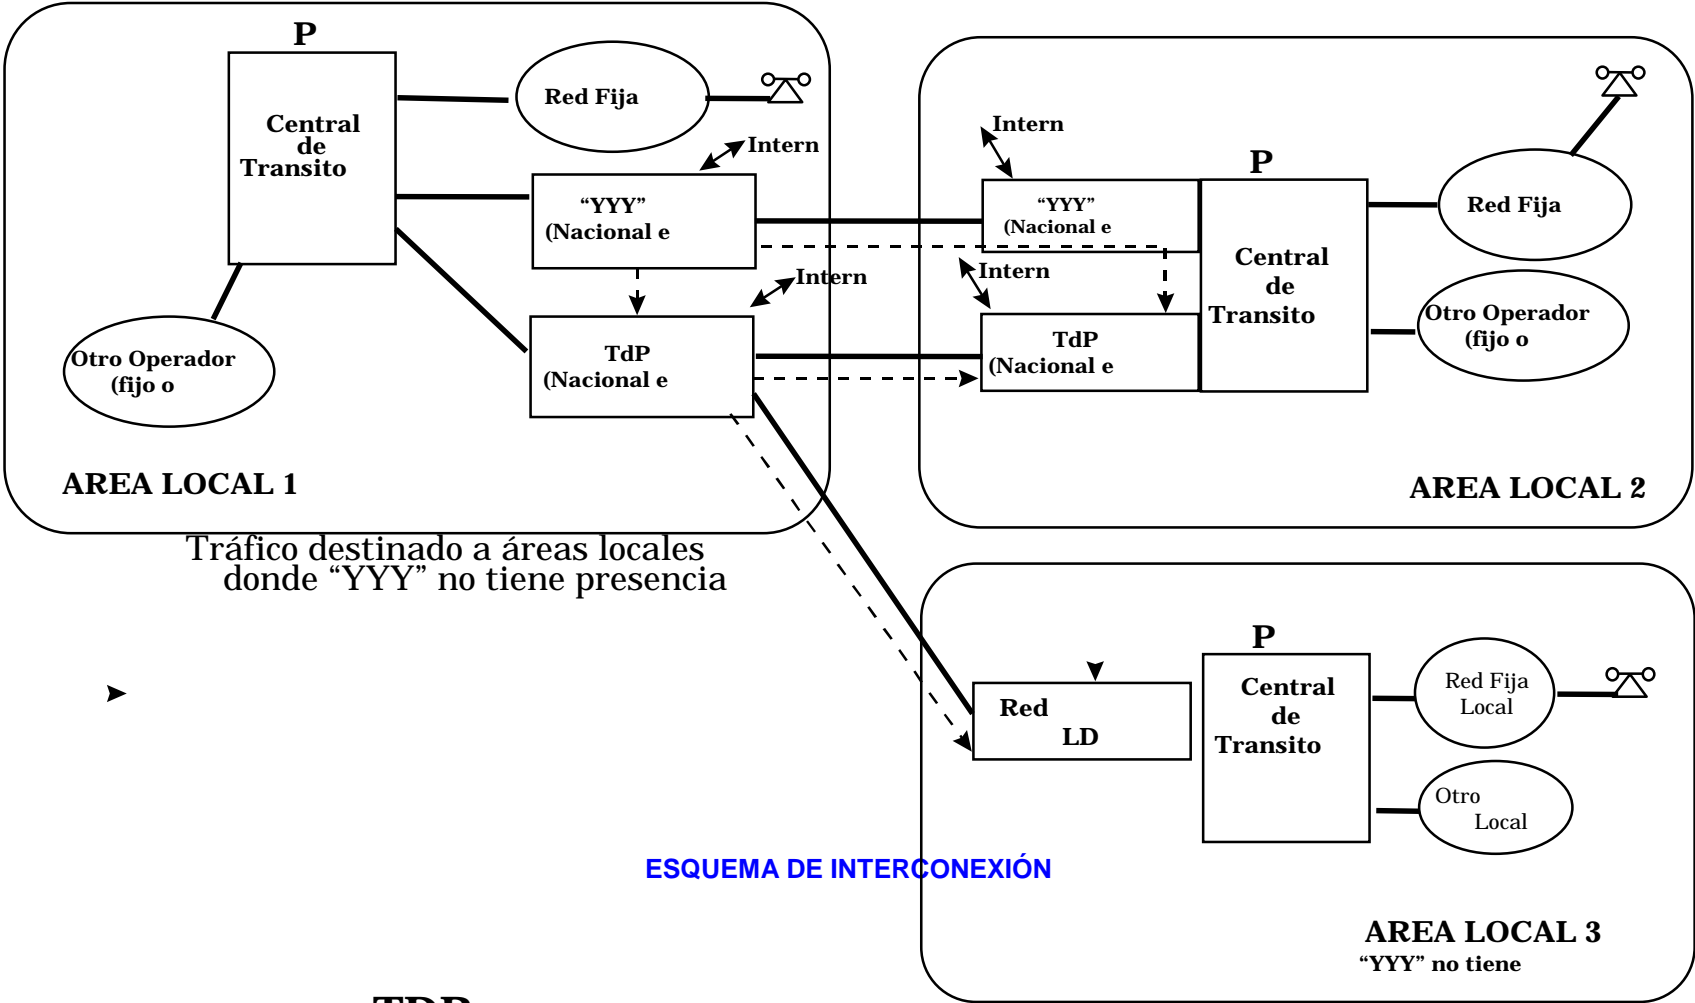 P
Central
de
Transito
Red Fija
Intern
“YYY”
(Nacional e
Intern
TdP
(Nacional e
Otro Operador
(fijo o
AREA LOCAL 1
Intern
“YYY”
(Nacional e
P
Central
de
Transito
Red Fija
Intern
TdP
(Nacional e
Otro Operador
(fijo o
AREA LOCAL 2
Tráfico destinado a áreas locales
donde “YYY” no tiene presencia
P
Central
de
Transito
Red
LD
Red Fija
Local
Otro
Local
ESQUEMA DE INTERCONEXIÓN
AREA LOCAL 3
“YYY” no tiene